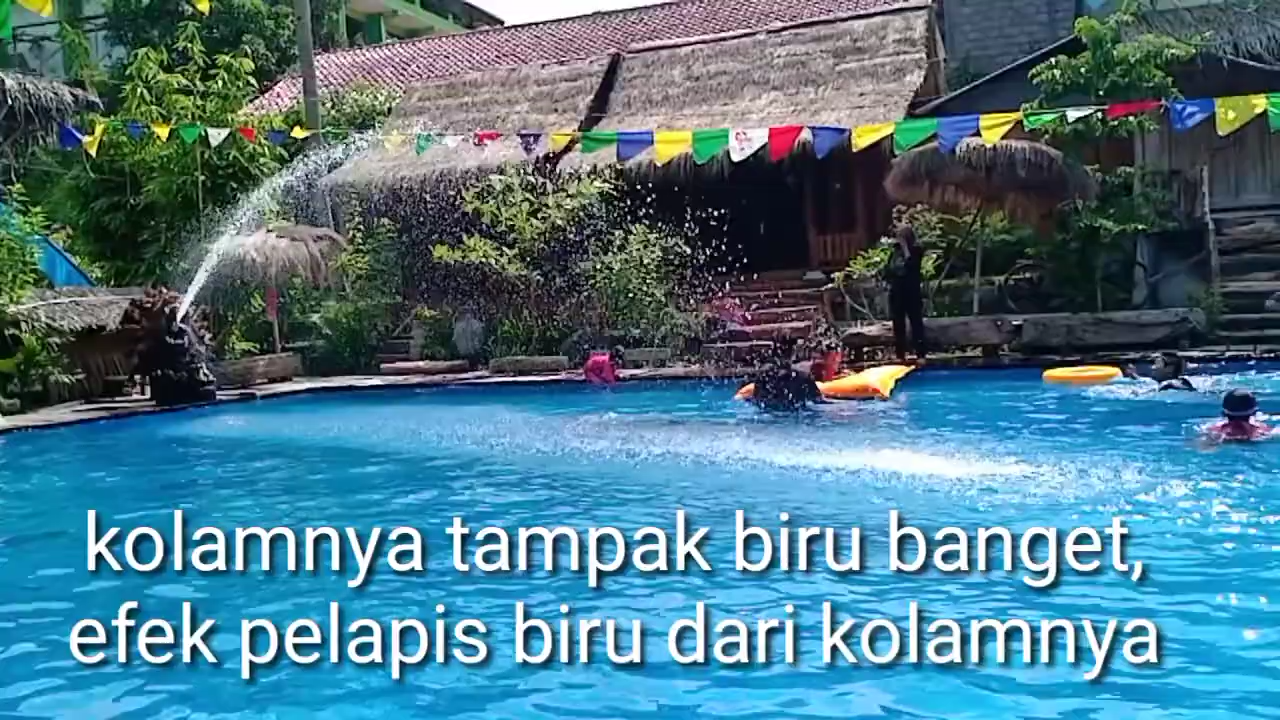 kolamnya tampak biru banget,
efek pelapis biru dari kolamnya